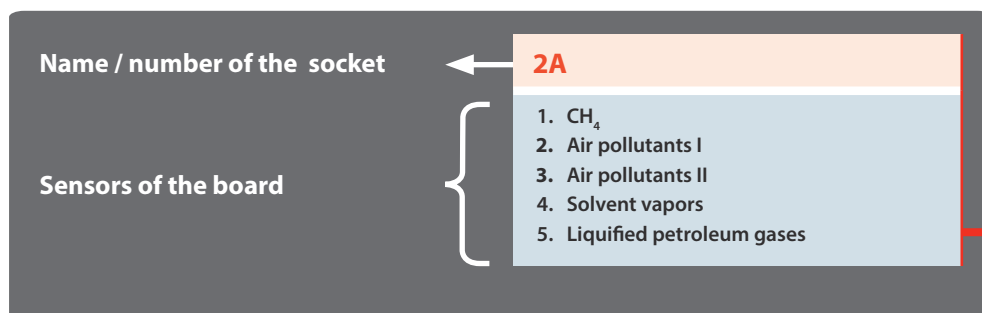 Name / number of the socket
2A
Sensors of the board
1. CH₄
2. Air pollutants I
3. Air pollutants II
4. Solvent vapors
5. Liquified petroleum gases